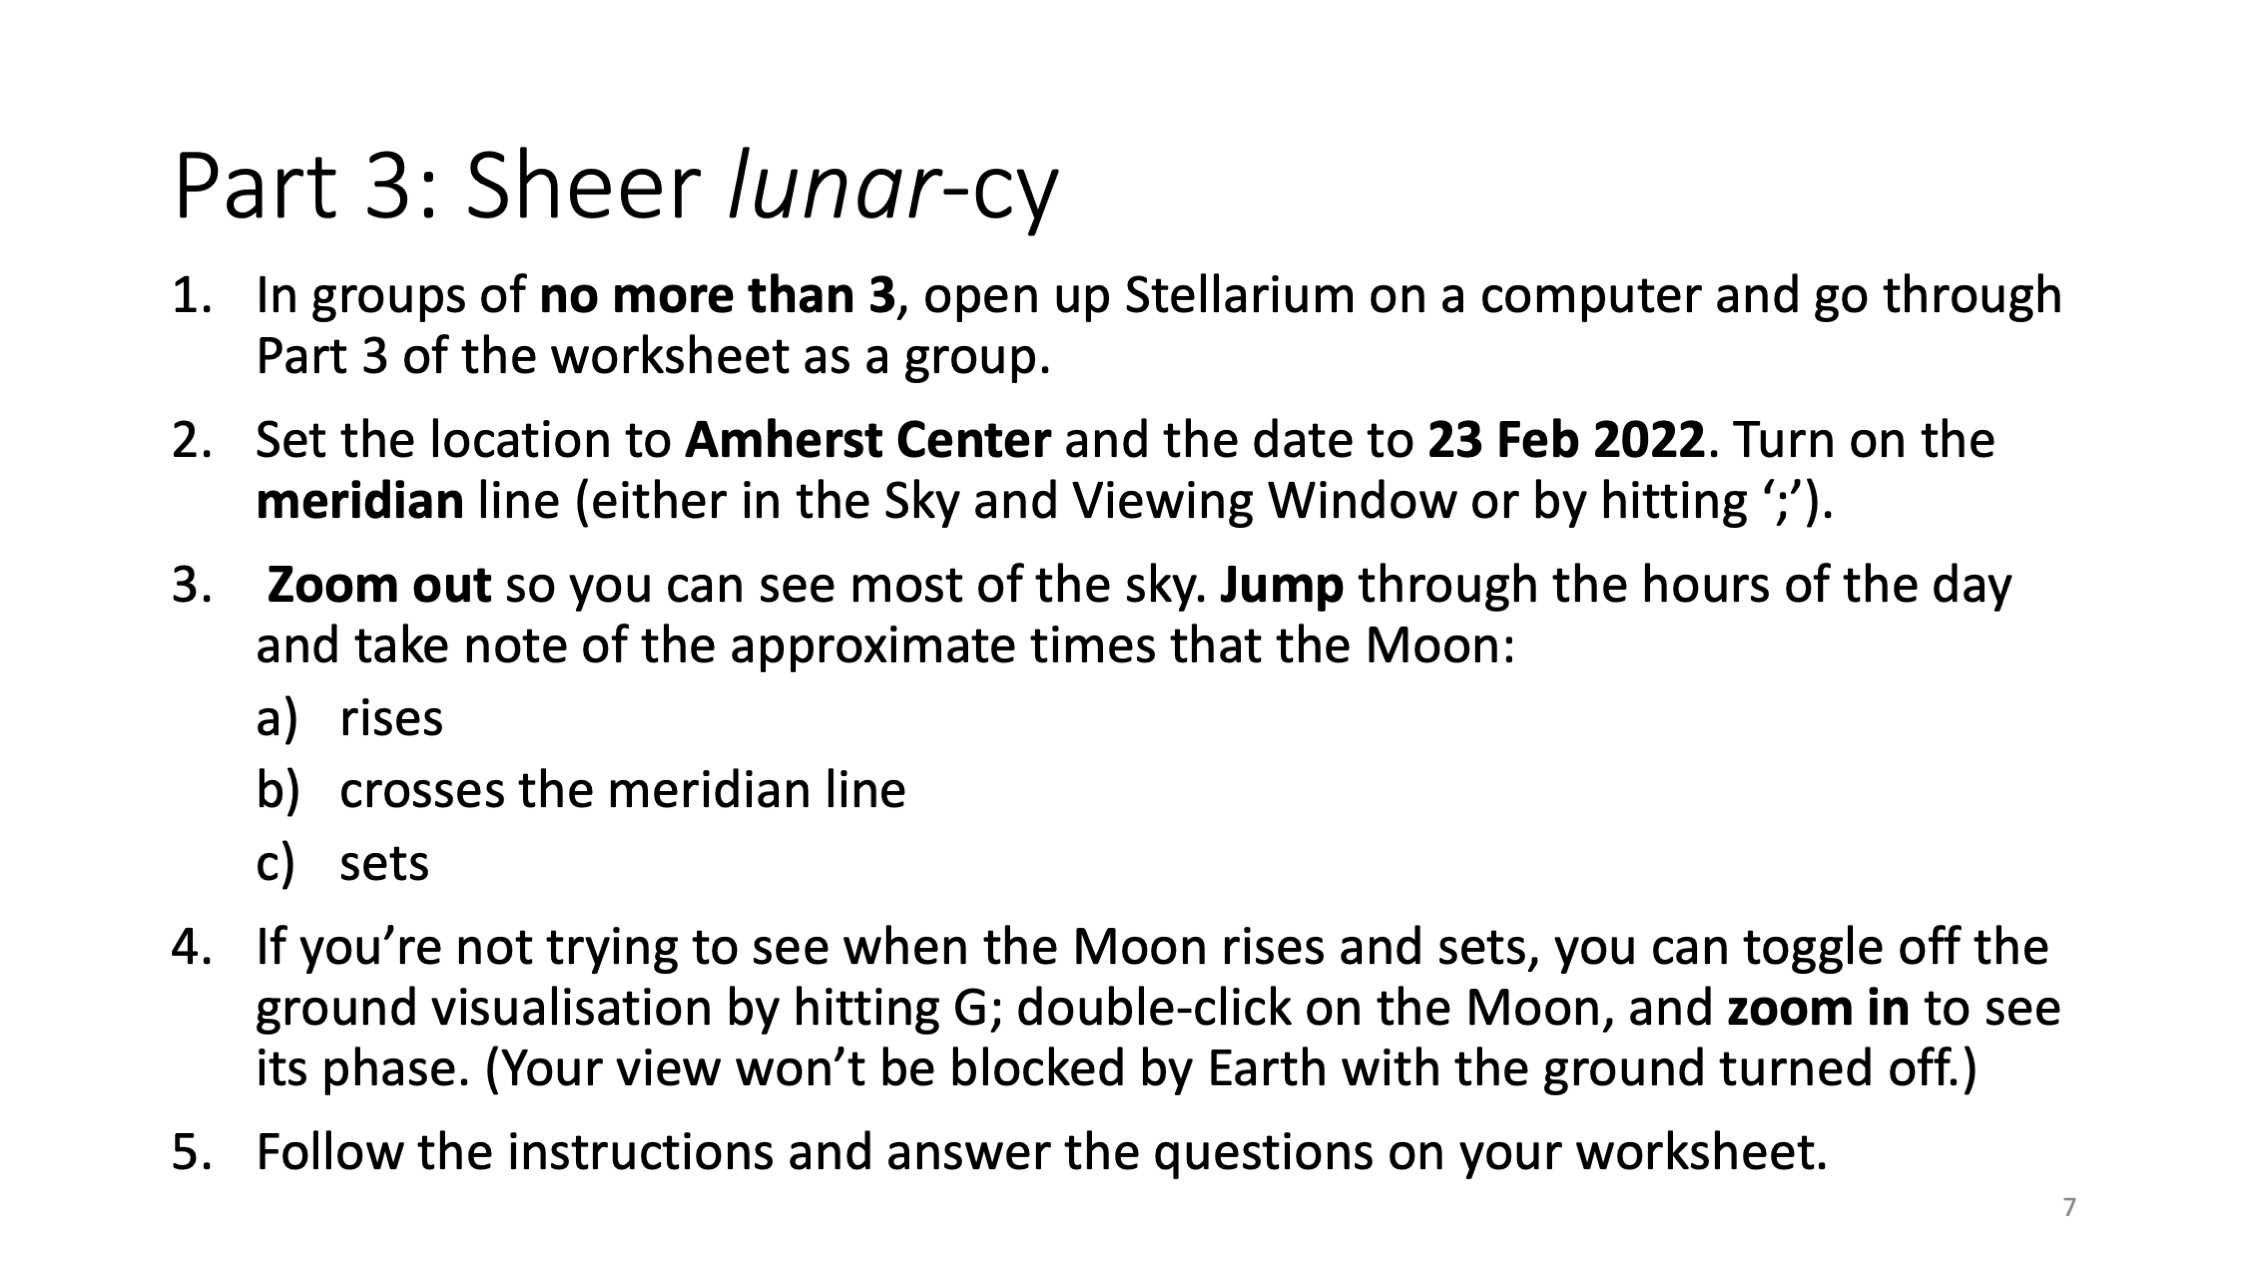 Part 3: Sheer lunar-cy
1. In groups of no more than 3, open up Stellarium on a computer and go through
Part 3 of the worksheet as a group.
2. Set the location to Amherst Center and the date to 23 Feb 2022. Turn on the
meridian line (either in the Sky and Viewing Window or by hitting ‘;’).
3. Zoom out so you can see most of the sky. Jump through the hours of the day
and take note of the approximate times that the Moon:
a) rises
b) crosses the meridian line
c) sets
4. If you’re not trying to see when the Moon rises and sets, you can toggle off the
ground visualisation by hitting G; double-click on the Moon, and zoom in to see
its phase. (Your view won’t be blocked by Earth with the ground turned off.)
5. Follow the instructions and answer the questions on your worksheet.
7